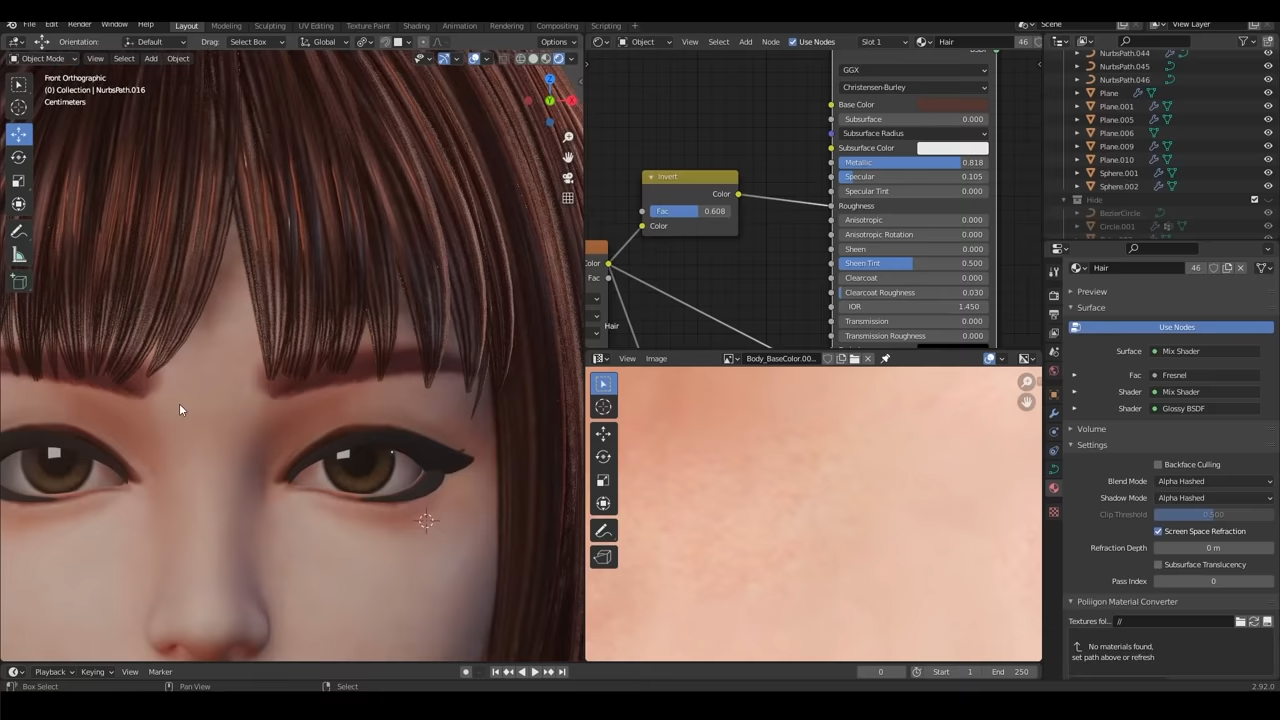 File Edit Render Window Help Layout Modeling Sculpting UV Editing Texture Paint Shading Animation Rendering Compositing Scripting + Scene View Layer
Orientation: Default Drag: Select Box Global Options
Object View Select Add Node Use Nodes Slot 1 Hair 46
Object Mode View Select Add Object
Front Orthographic
(0) Collection | NurbsPath.016
Centimeters
GGX
Christensen-Burley
Base Color
Subsurface 0.000
Subsurface Radius
Subsurface Color
Metallic 0.818
Specular 0.105
Specular Tint 0.000
Roughness
Anisotropic 0.000
Anisotropic Rotation 0.000
Sheen 0.000
Sheen Tint 0.500
Clearcoat 0.000
Clearcoat Roughness 0.030
IOR 1.450
Transmission 0.000
Transmission Roughness 0.000
Invert
Color
Fac 0.608
Color
Color
Fac
Hair
View Image Body_BaseColor.00...
NurbsPath.044
NurbsPath.045
NurbsPath.046
Plane
Plane.001
Plane.005
Plane.006
Plane.009
Plane.010
Sphere.001
Sphere.002
Hide
BezierCircle
Circle.001
Hair 46
Preview
Surface
Use Nodes
Surface Mix Shader
Fac Fresnel
Shader Mix Shader
Shader Glossy BSDF
Volume
Settings
Backface Culling
Blend Mode Alpha Hashed
Shadow Mode Alpha Hashed
Clip Threshold 0.500
Screen Space Refraction
Refraction Depth 0 m
Subsurface Translucency
Pass Index 0
Poliigon Material Converter
Textures fol.. //
No materials found,
set path above or refresh
Playback Keying View Marker 0 Start 1 End 250
Box Select Pan View Select 2.92.0